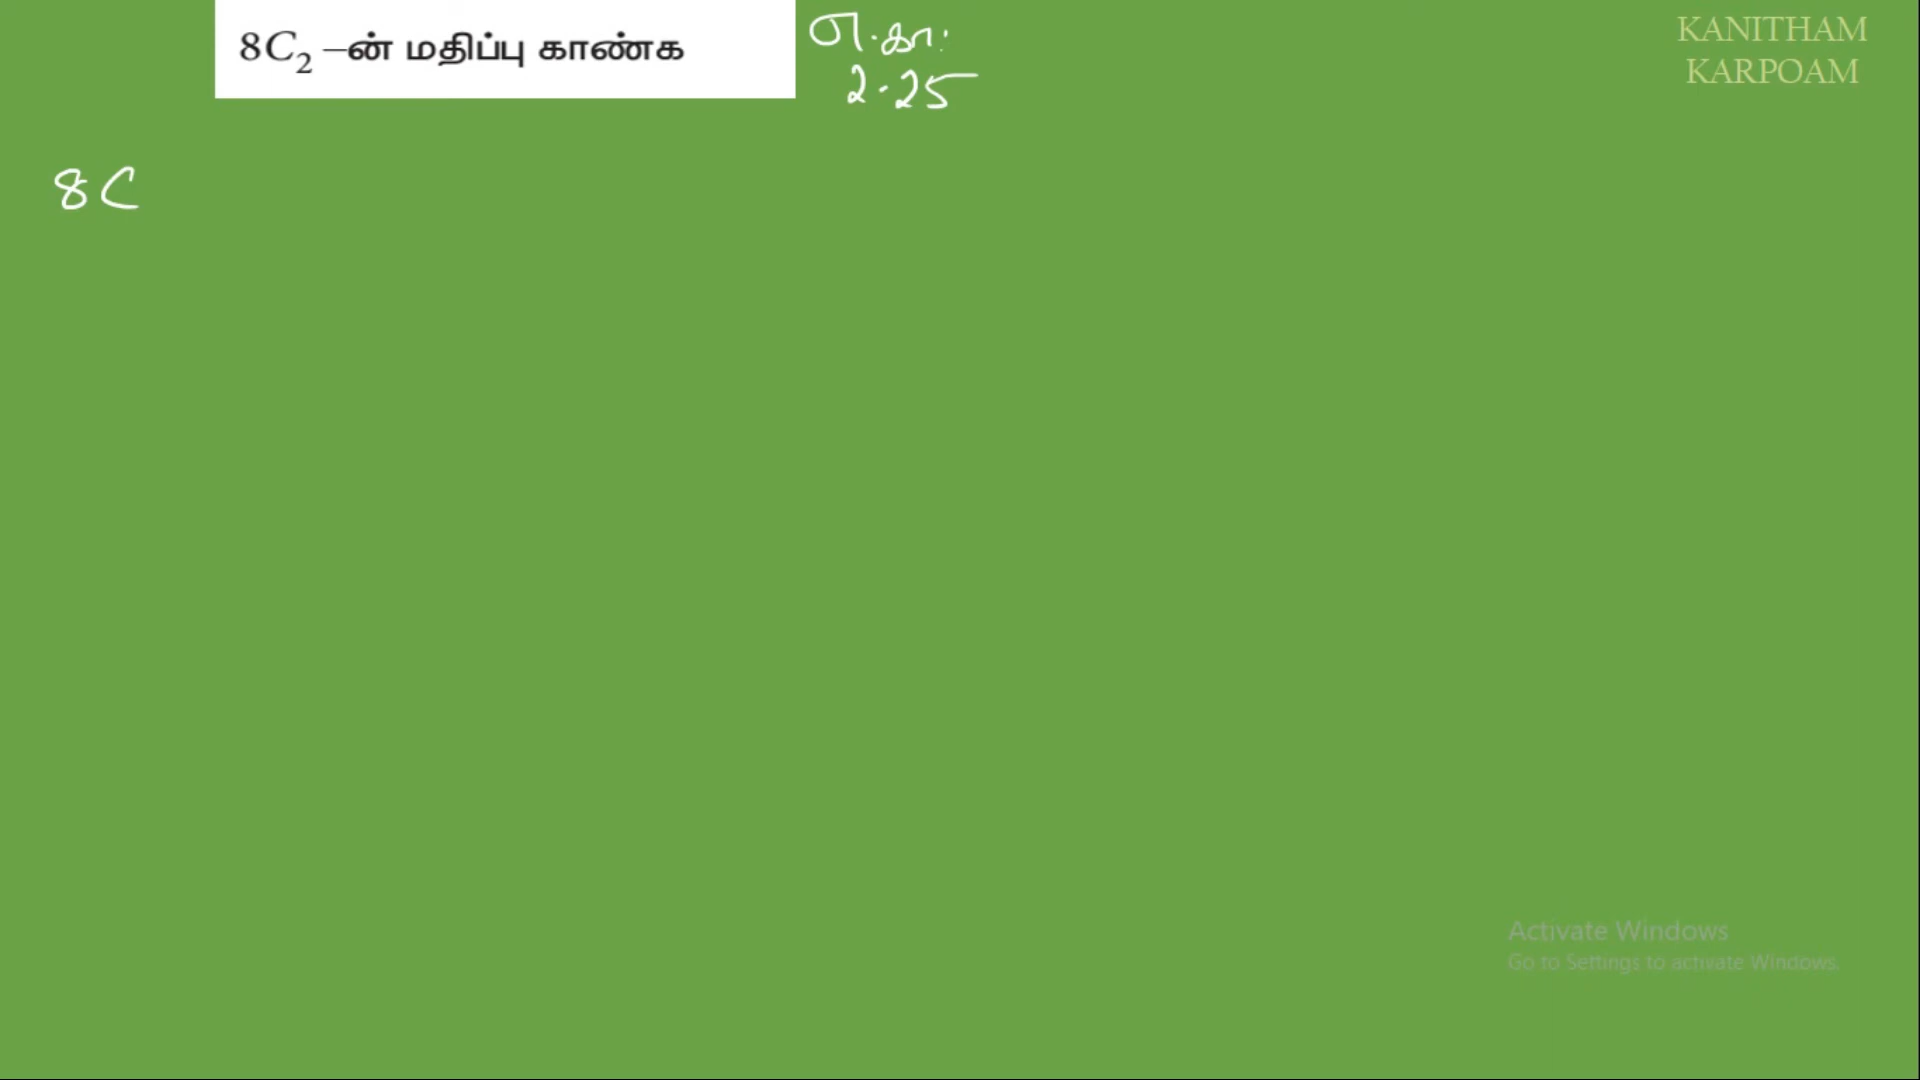 8C₂ –ன் மதிப்பு காண்க
எ.கா:
2.25
KANITHAM
KARPOAM
8C
Activate Windows
Go to Settings to activate Windows.